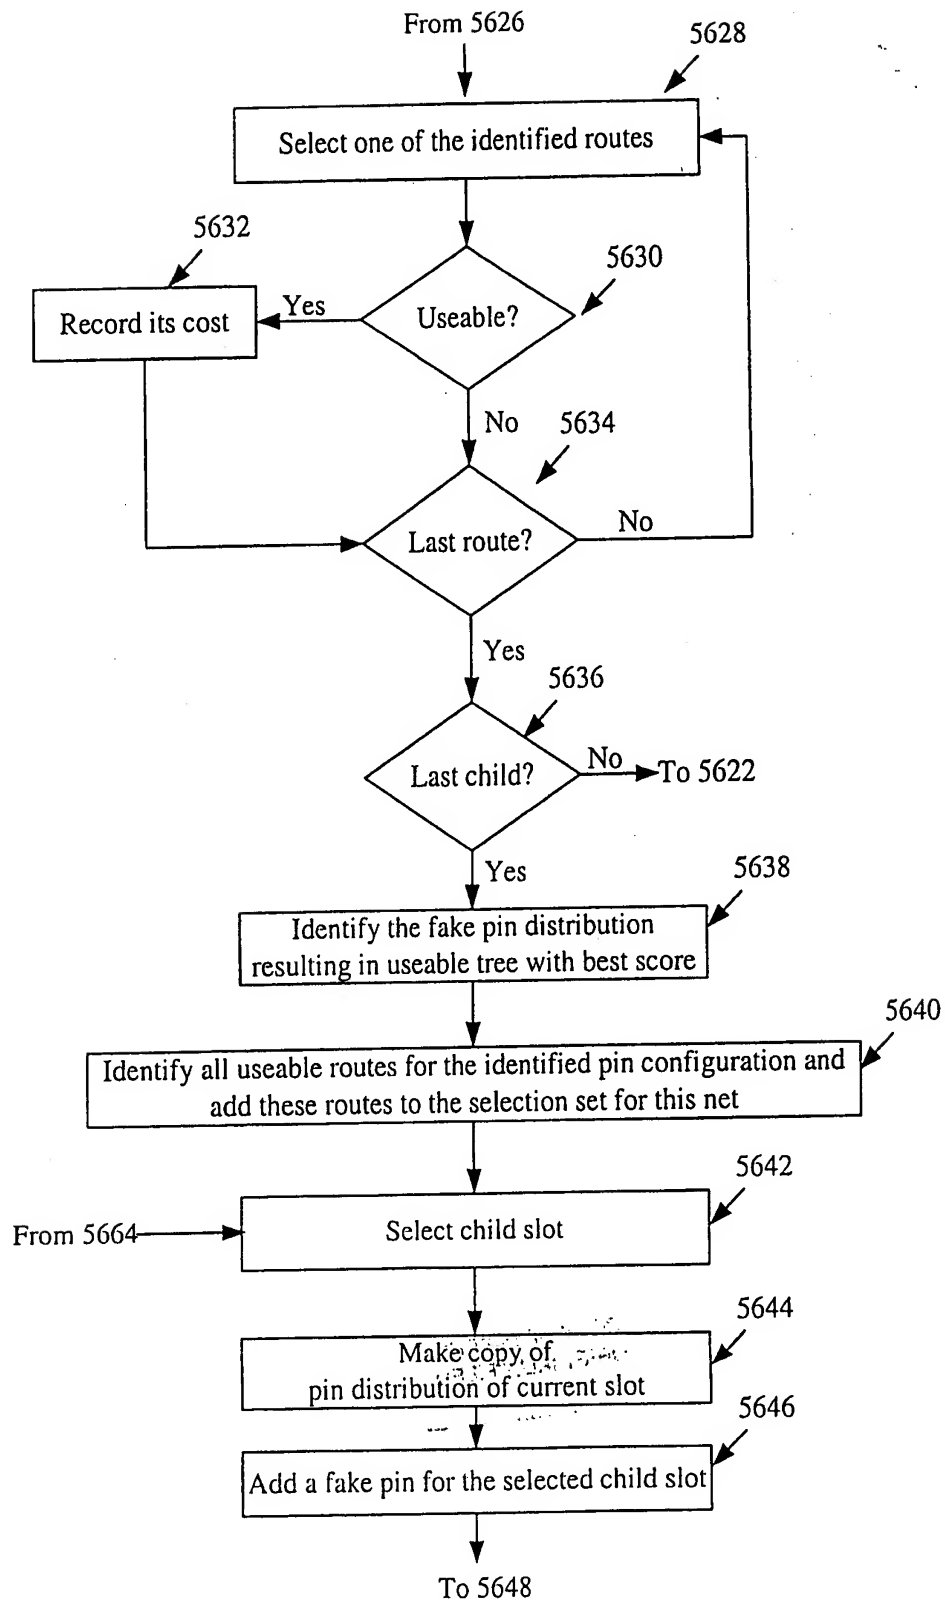 From 5626
5628
Select one of the identified routes
5632
5630
Record its cost
Yes
Useable?
No
5634
Last route?
No
Yes
5636
Last child?
No
To 5622
Yes
5638
Identify the fake pin distribution
resulting in useable tree with best score
5640
Identify all useable routes for the identified pin configuration and
add these routes to the selection set for this net
5642
From 5664
Select child slot
5644
Make copy of
pin distribution of current slot
5646
Add a fake pin for the selected child slot
To 5648